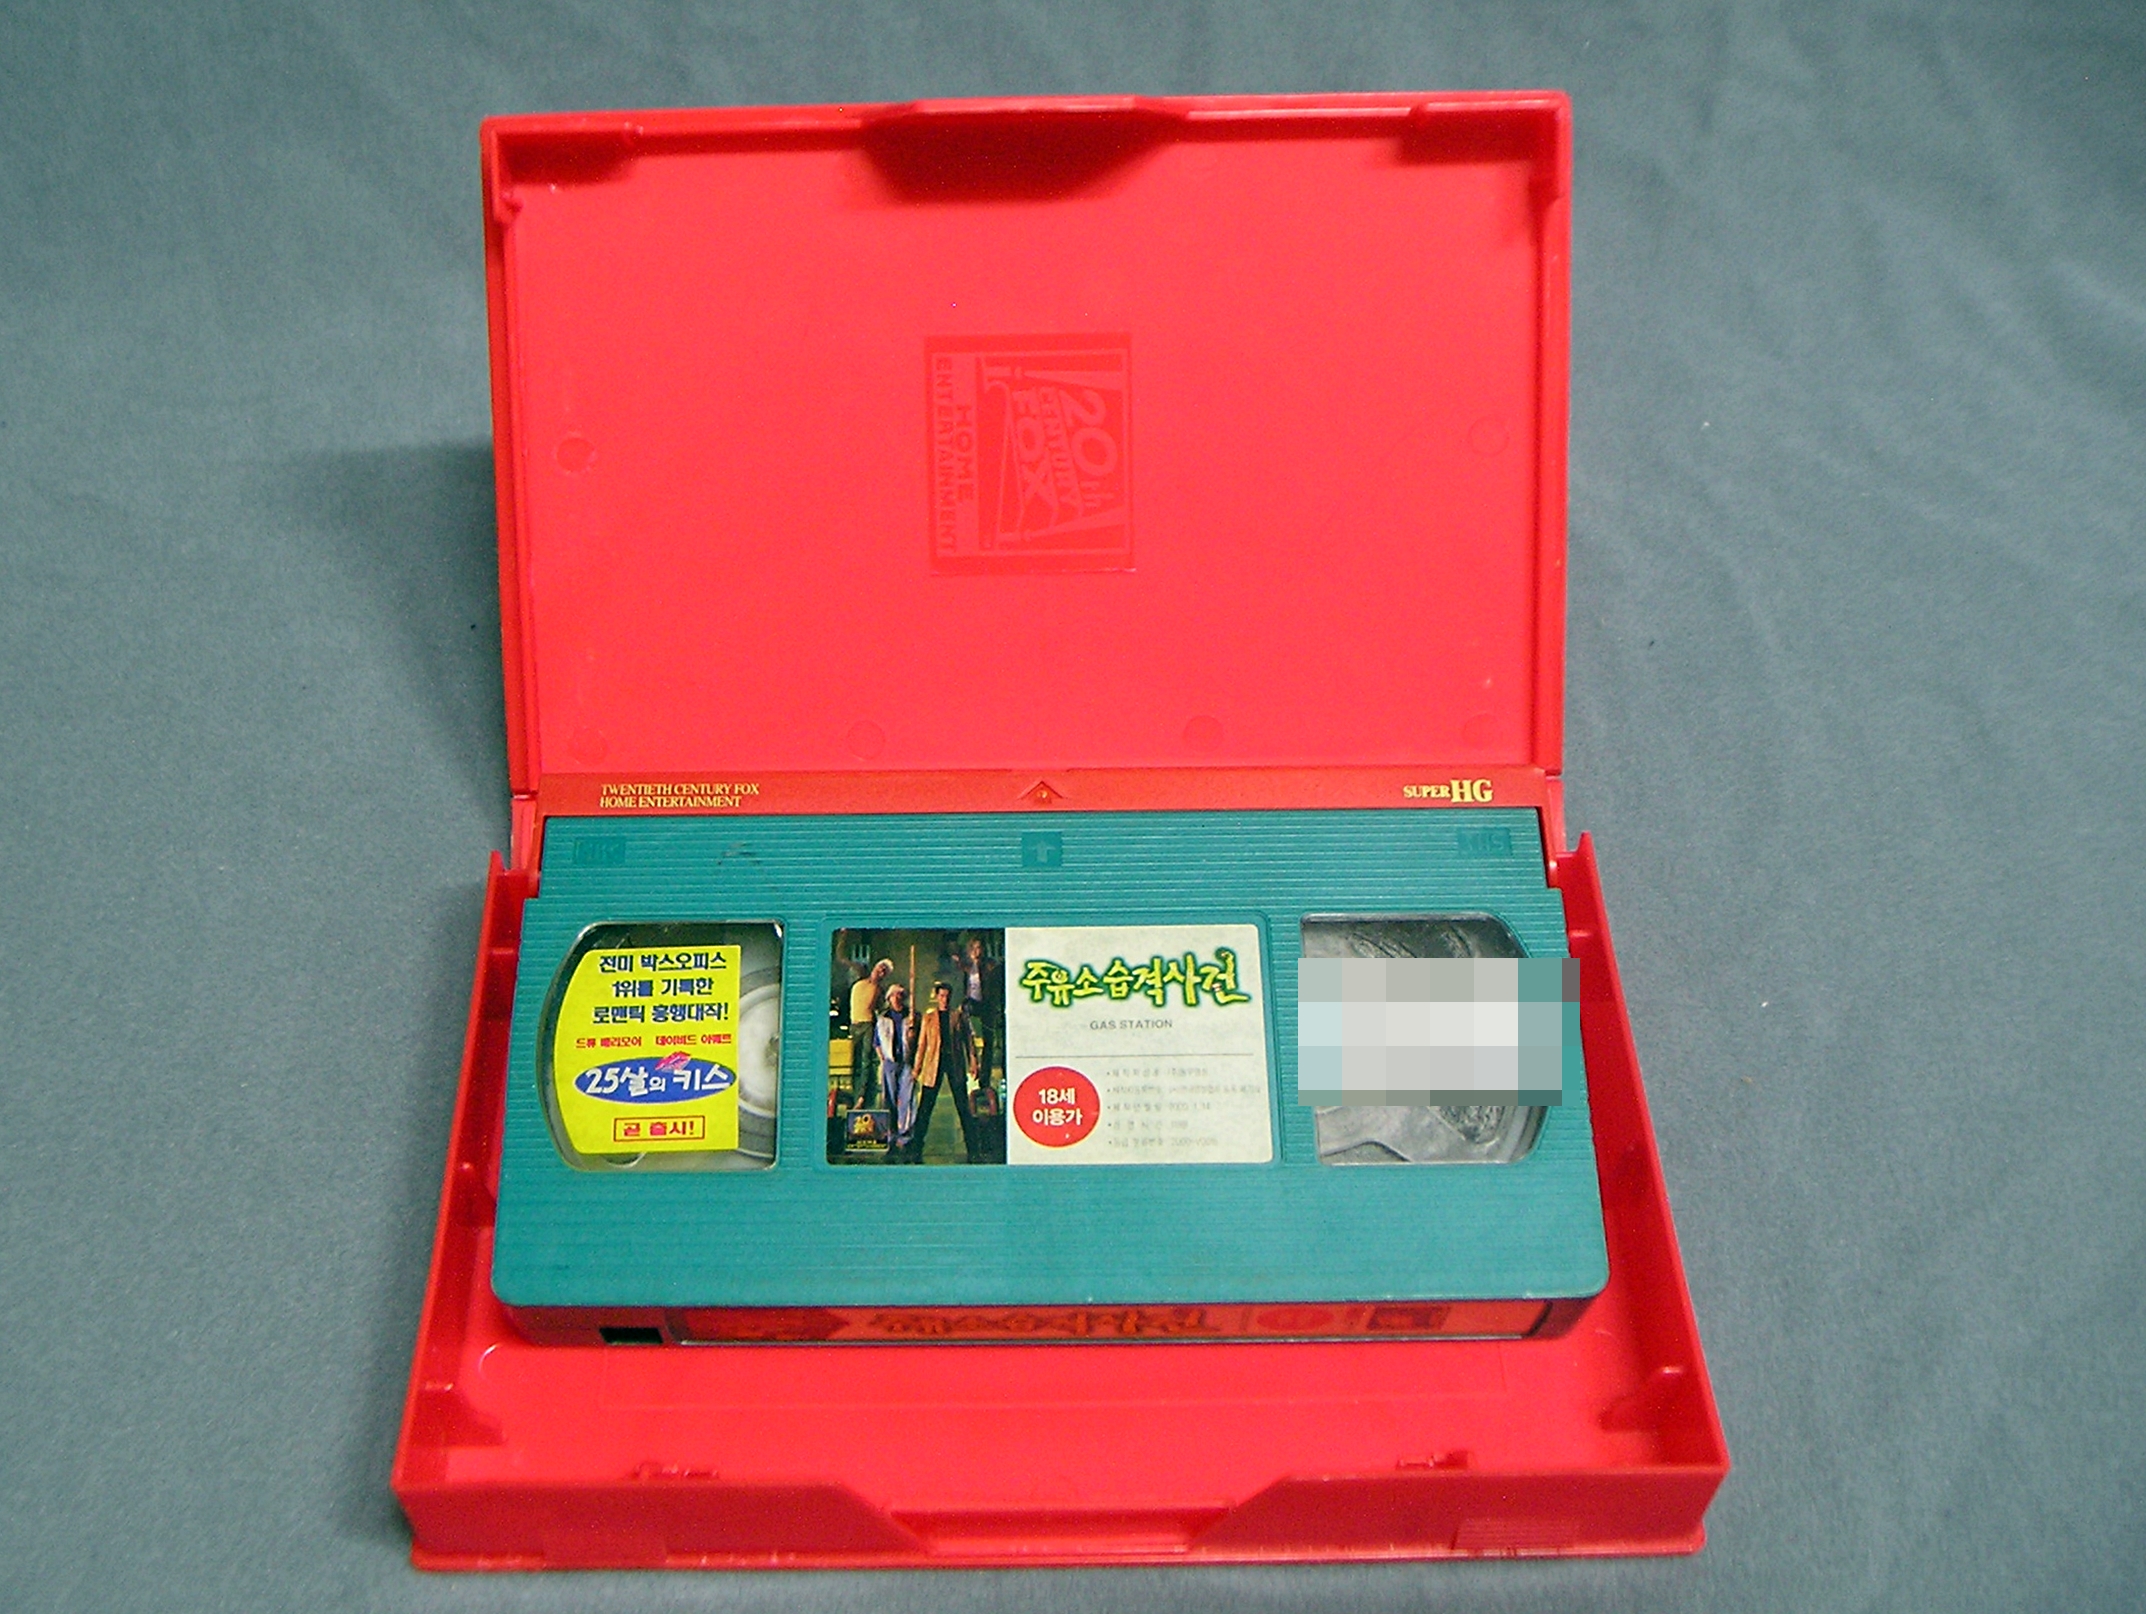 20th
CENTURY
FOX
HOME
ENTERTAINMENT
TWENTIETH CENTURY FOX
HOME ENTERTAINMENT
SUPER HG
VHS
전미 박스오피스
1위를 기록한
로맨틱 흥행대작!
드류 베리모어 데이비드 아퀘트
25살의 키스
곧 출시!
주유소습격사건
GAS STATION
18세
이용가
주유소습격사건